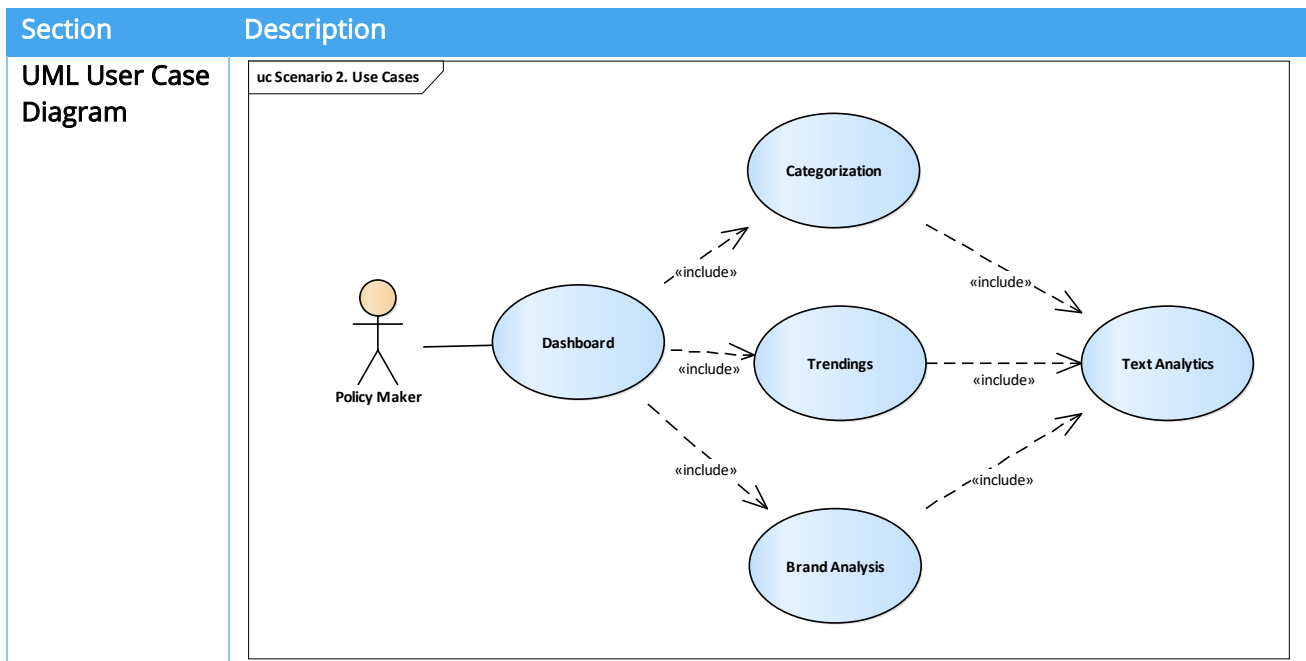 Section
Description
UML User Case
Diagram
uc Scenario 2. Use Cases
Categorization
«include»
«include»
Policy Maker
Dashboard
«include»
Trendings
«include»
Text Analytics
«include»
«include»
Brand Analysis